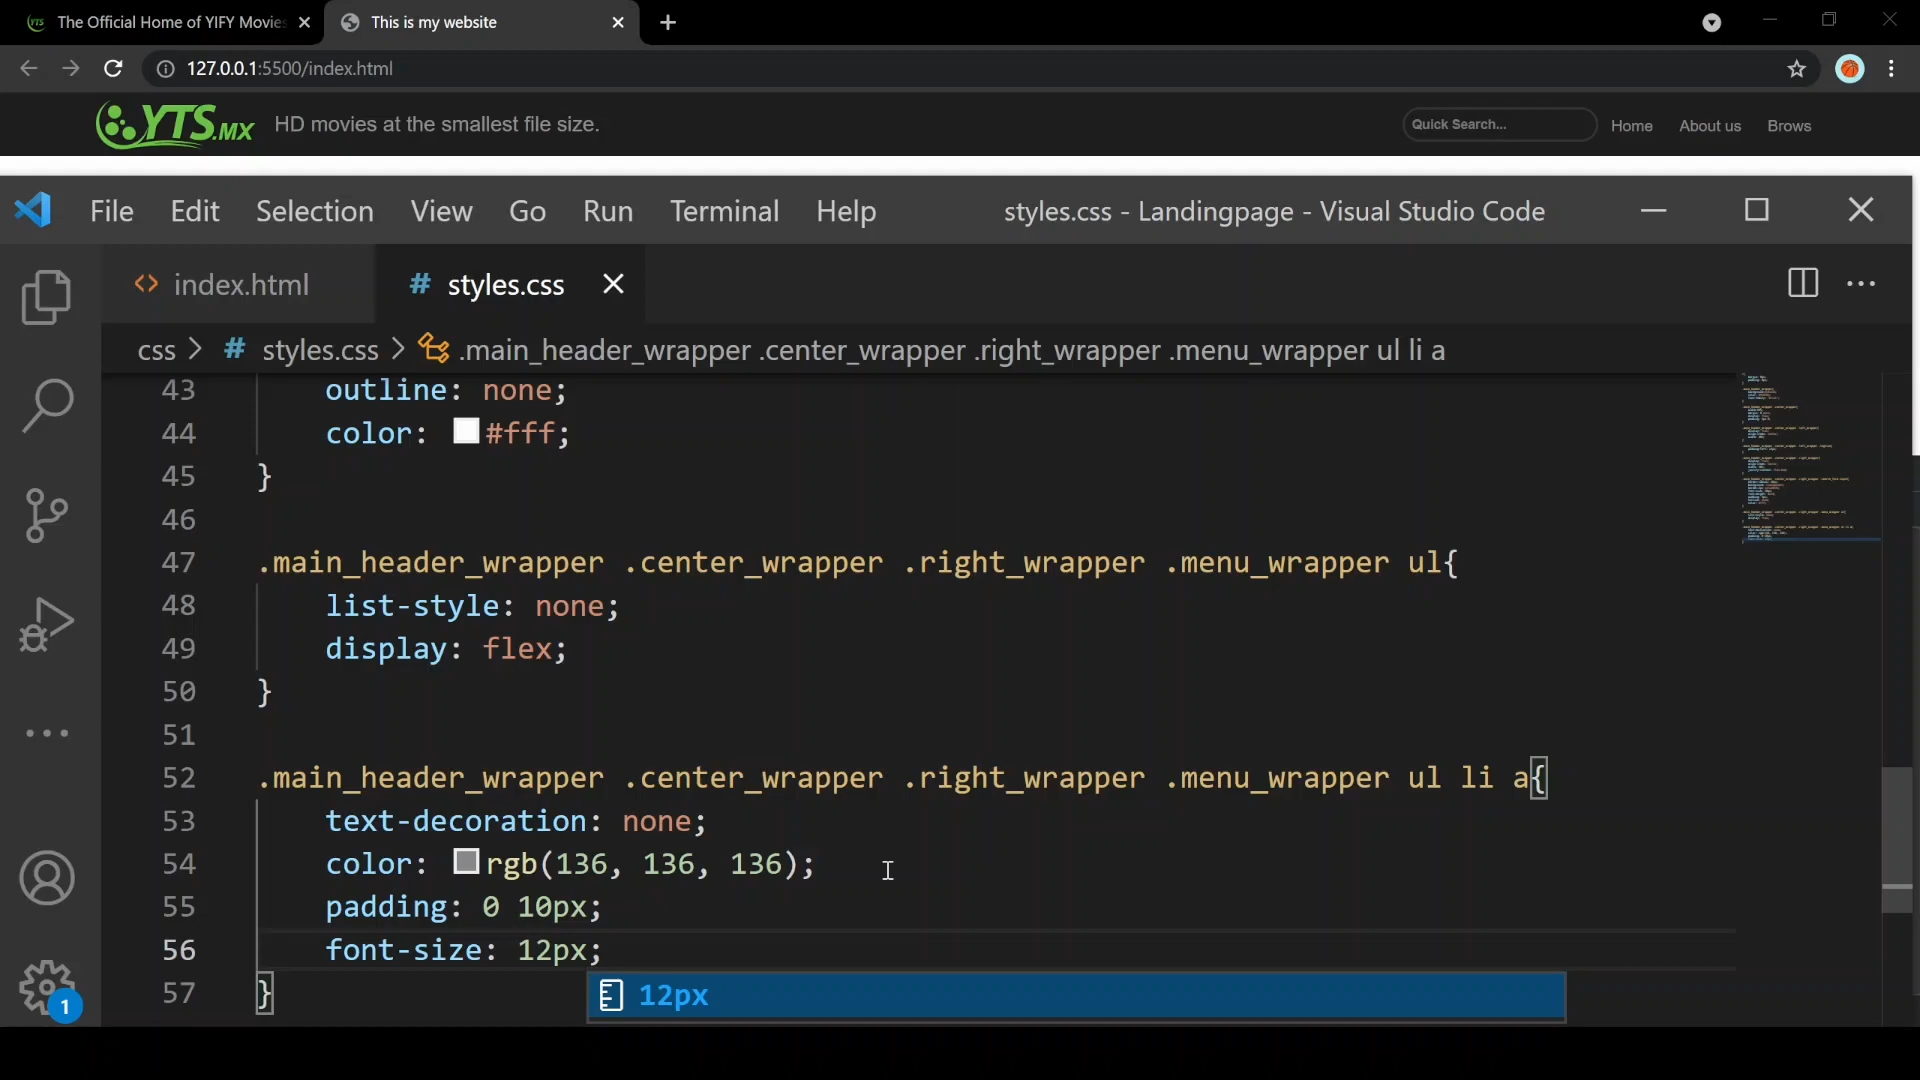 YTS The Official Home of YIFY Movies
This is my website
127.0.0.1:5500/index.html
YTS.MX HD movies at the smallest file size.
Quick Search... Home About us Brows
File Edit Selection View Go Run Terminal Help styles.css - Landingpage - Visual Studio Code
index.html # styles.css
css > # styles.css > .main_header_wrapper .center_wrapper .right_wrapper .menu_wrapper ul li a
43 outline: none;
44 color: #fff;
45 }
46
47 .main_header_wrapper .center_wrapper .right_wrapper .menu_wrapper ul{
48 list-style: none;
49 display: flex;
50 }
51
52 .main_header_wrapper .center_wrapper .right_wrapper .menu_wrapper ul li a{
53 text-decoration: none;
54 color: rgb(136, 136, 136);
55 padding: 0 10px;
56 font-size: 12px;
57 }
12px
1